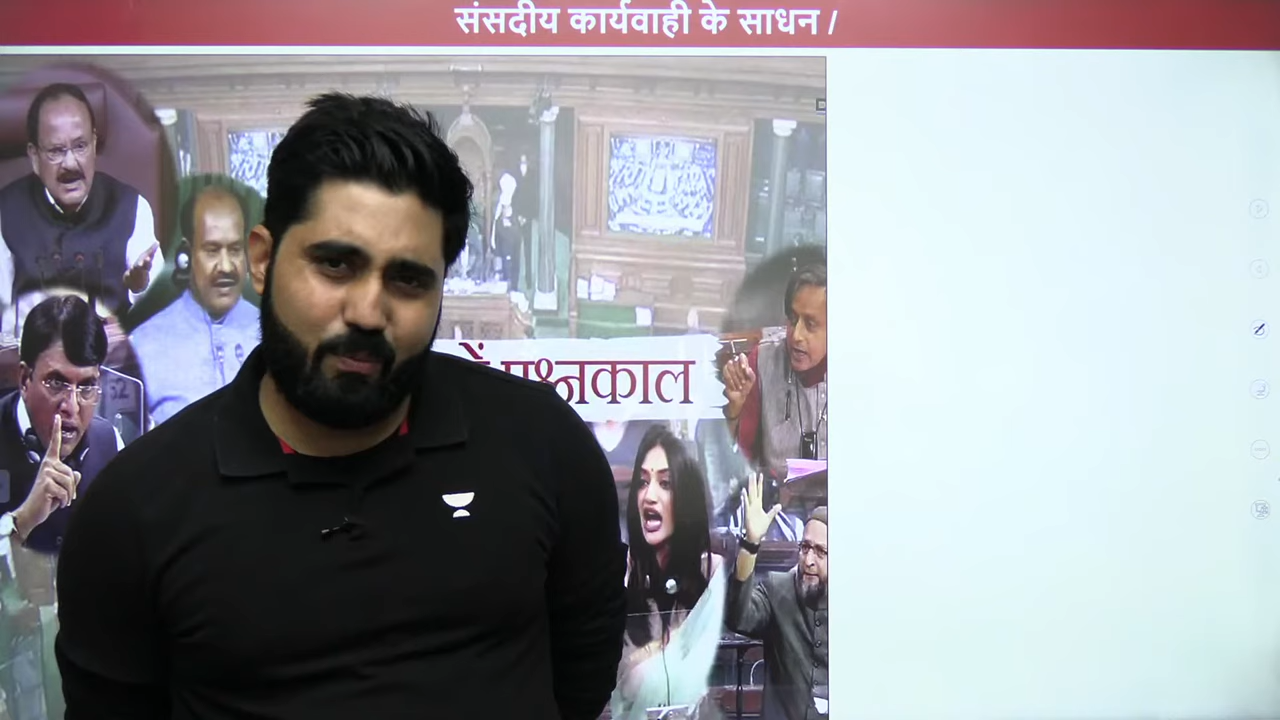 संसदीय कार्यवाही के साधन /
में प्रश्नकाल